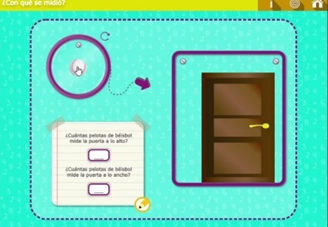 ¿Con qué se midió?
¿Cuántas pelotas de béisbol
mide la puerta a lo alto?
¿Cuántas pelotas de béisbol
mide la puerta a lo ancho?